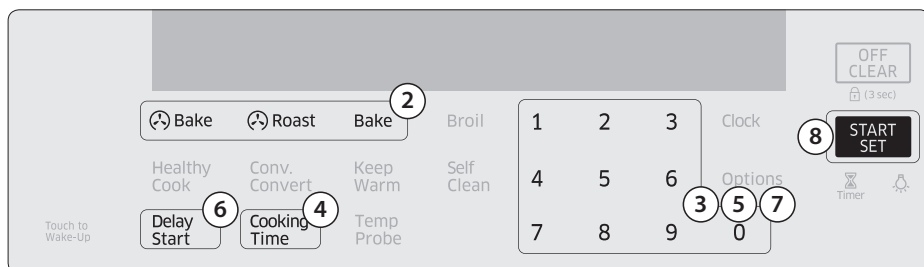 OFF
CLEAR
(3 sec)
2
Bake Roast Bake Broil 1 2 3 Clock 8 START
SET
Healthy
Cook
Conv.
Convert
Keep
Warm
Self
Clean
4 5 6 Options
Timer
6 4 3 5 7
Touch to
Wake-Up
Delay
Start
Cooking
Time
Temp
Probe
7 8 9 0